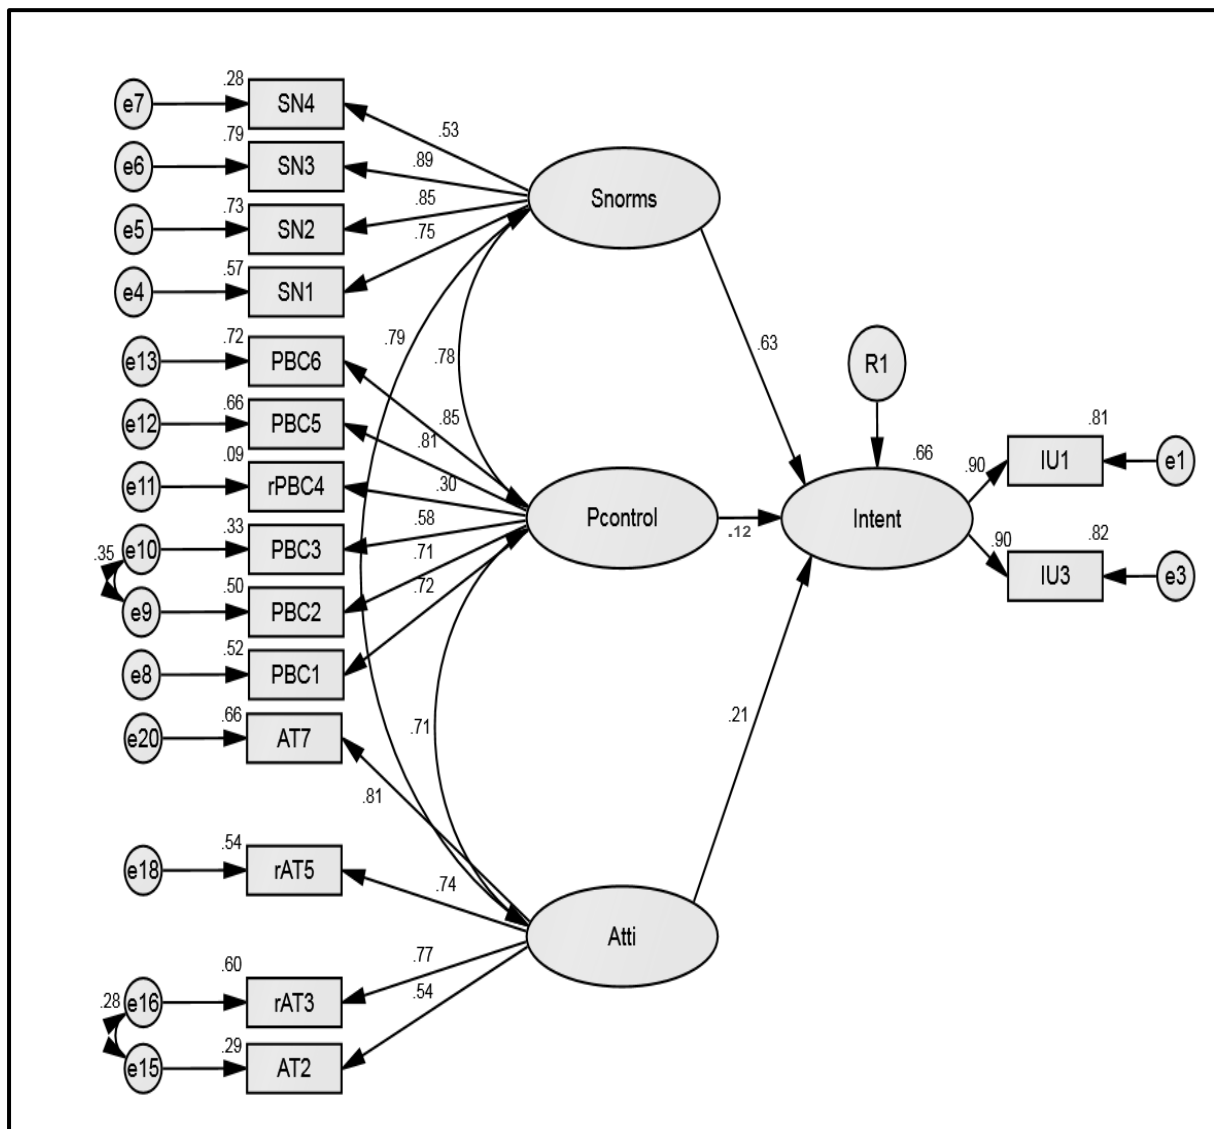 .28
e7
SN4
.53
.79
e6
SN3
.89
Snorms
.73
e5
SN2
.85
.57
e4
SN1
.75
.72
e13
PBC6
.79
.78
.63
R1
.66
e12
PBC5
.85
.81
.09
e11
rPBC4
.30
Pcontrol
.12
.66
Intent
.90
.81
IU1
e1
.90
.82
IU3
e3
.35
.33
e10
PBC3
.58
.50
e9
PBC2
.71
.52
e8
PBC1
.72
.66
e20
AT7
.71
.21
.81
.54
e18
rAT5
.74
Atti
.60
.28
e16
rAT3
.77
.29
e15
AT2
.54